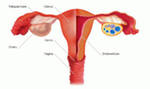 Fallopian tube
Uterus
Ovary
Cervix
Vagina
Endometrium